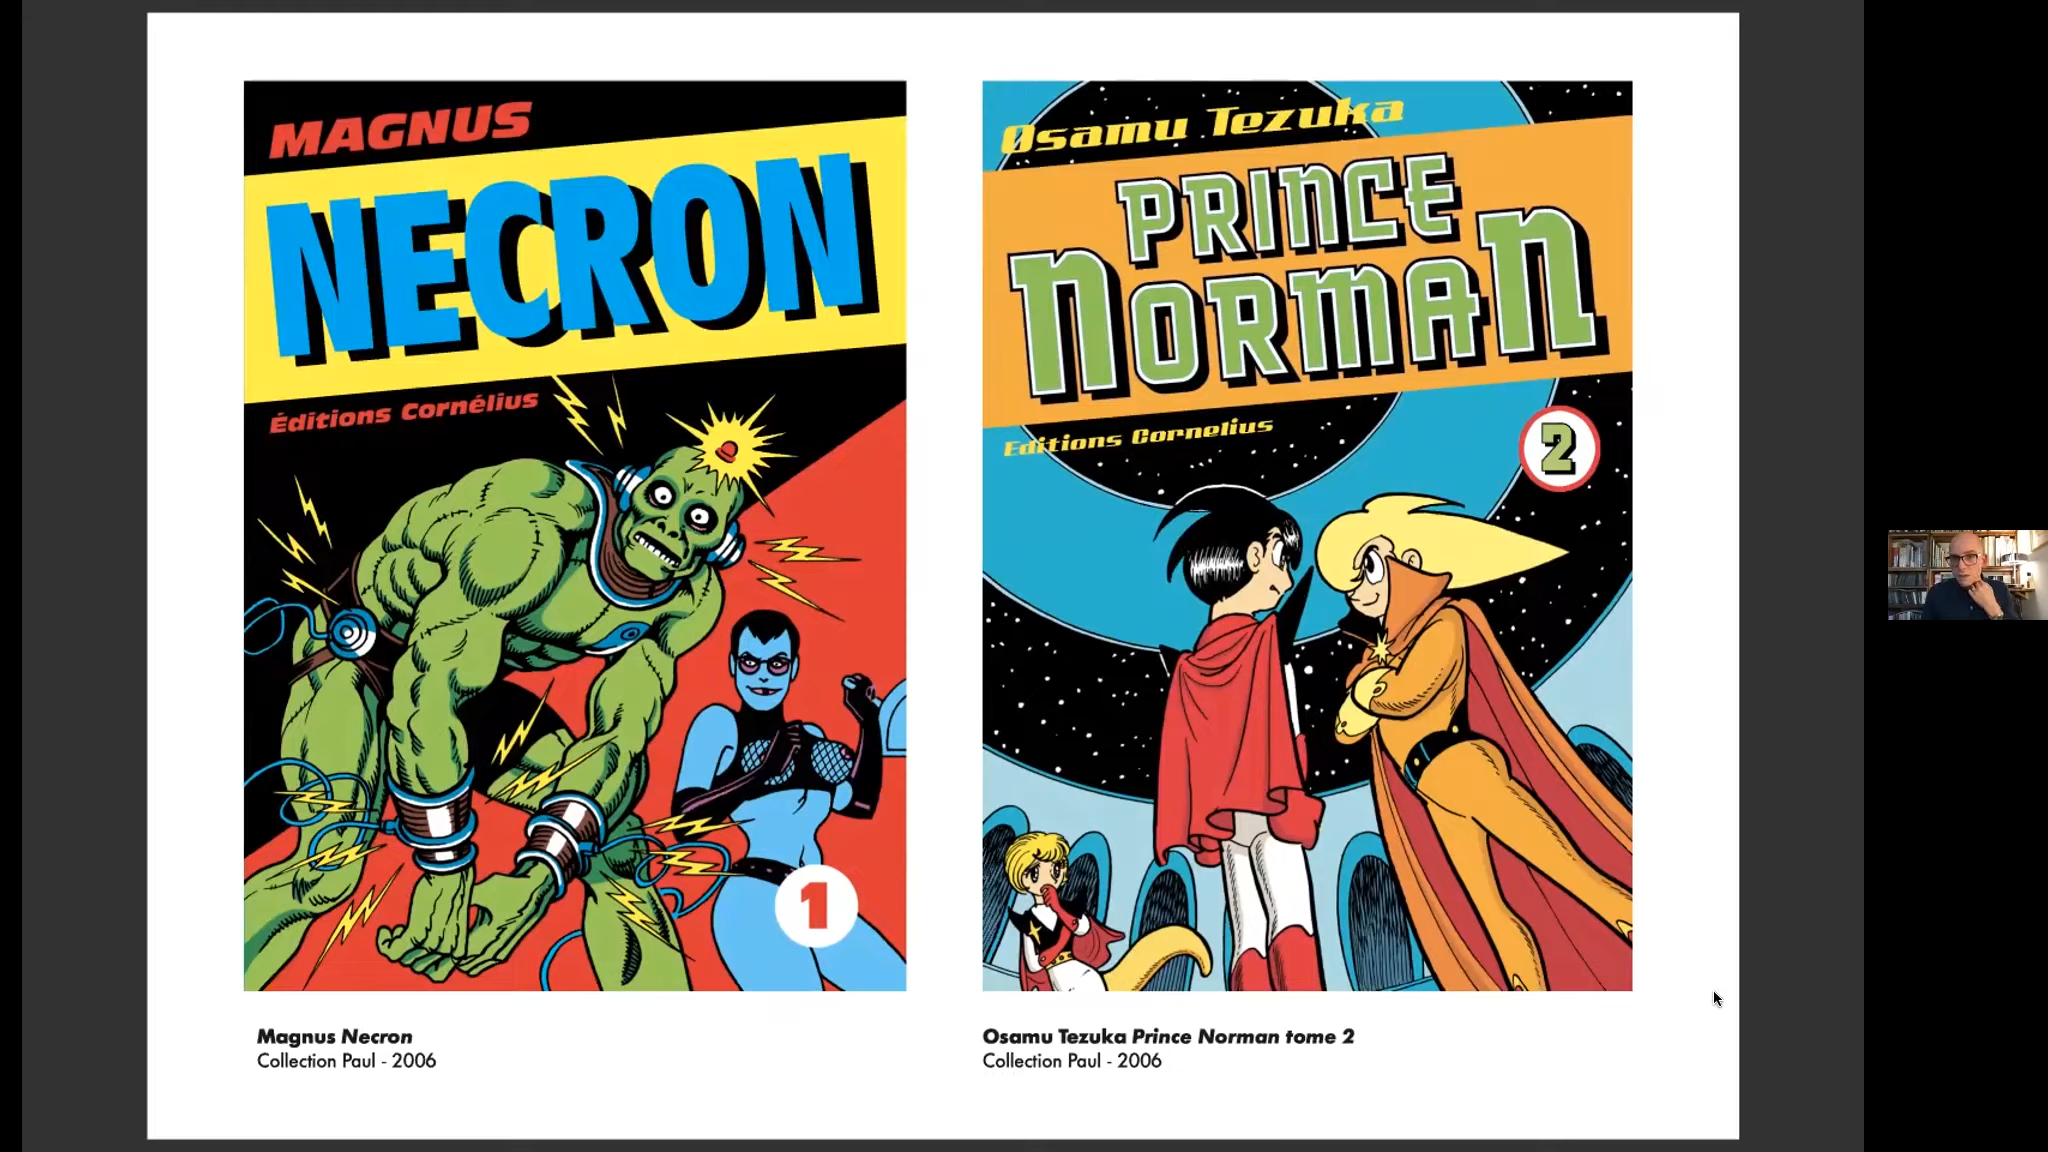 MAGNUS
NECRON
Éditions Cornélius
1
Osamu Tezuka
PRINCE
NORMAN
Editions Cornelius
2
Magnus Necron
Collection Paul - 2006
Osamu Tezuka Prince Norman tome 2
Collection Paul - 2006